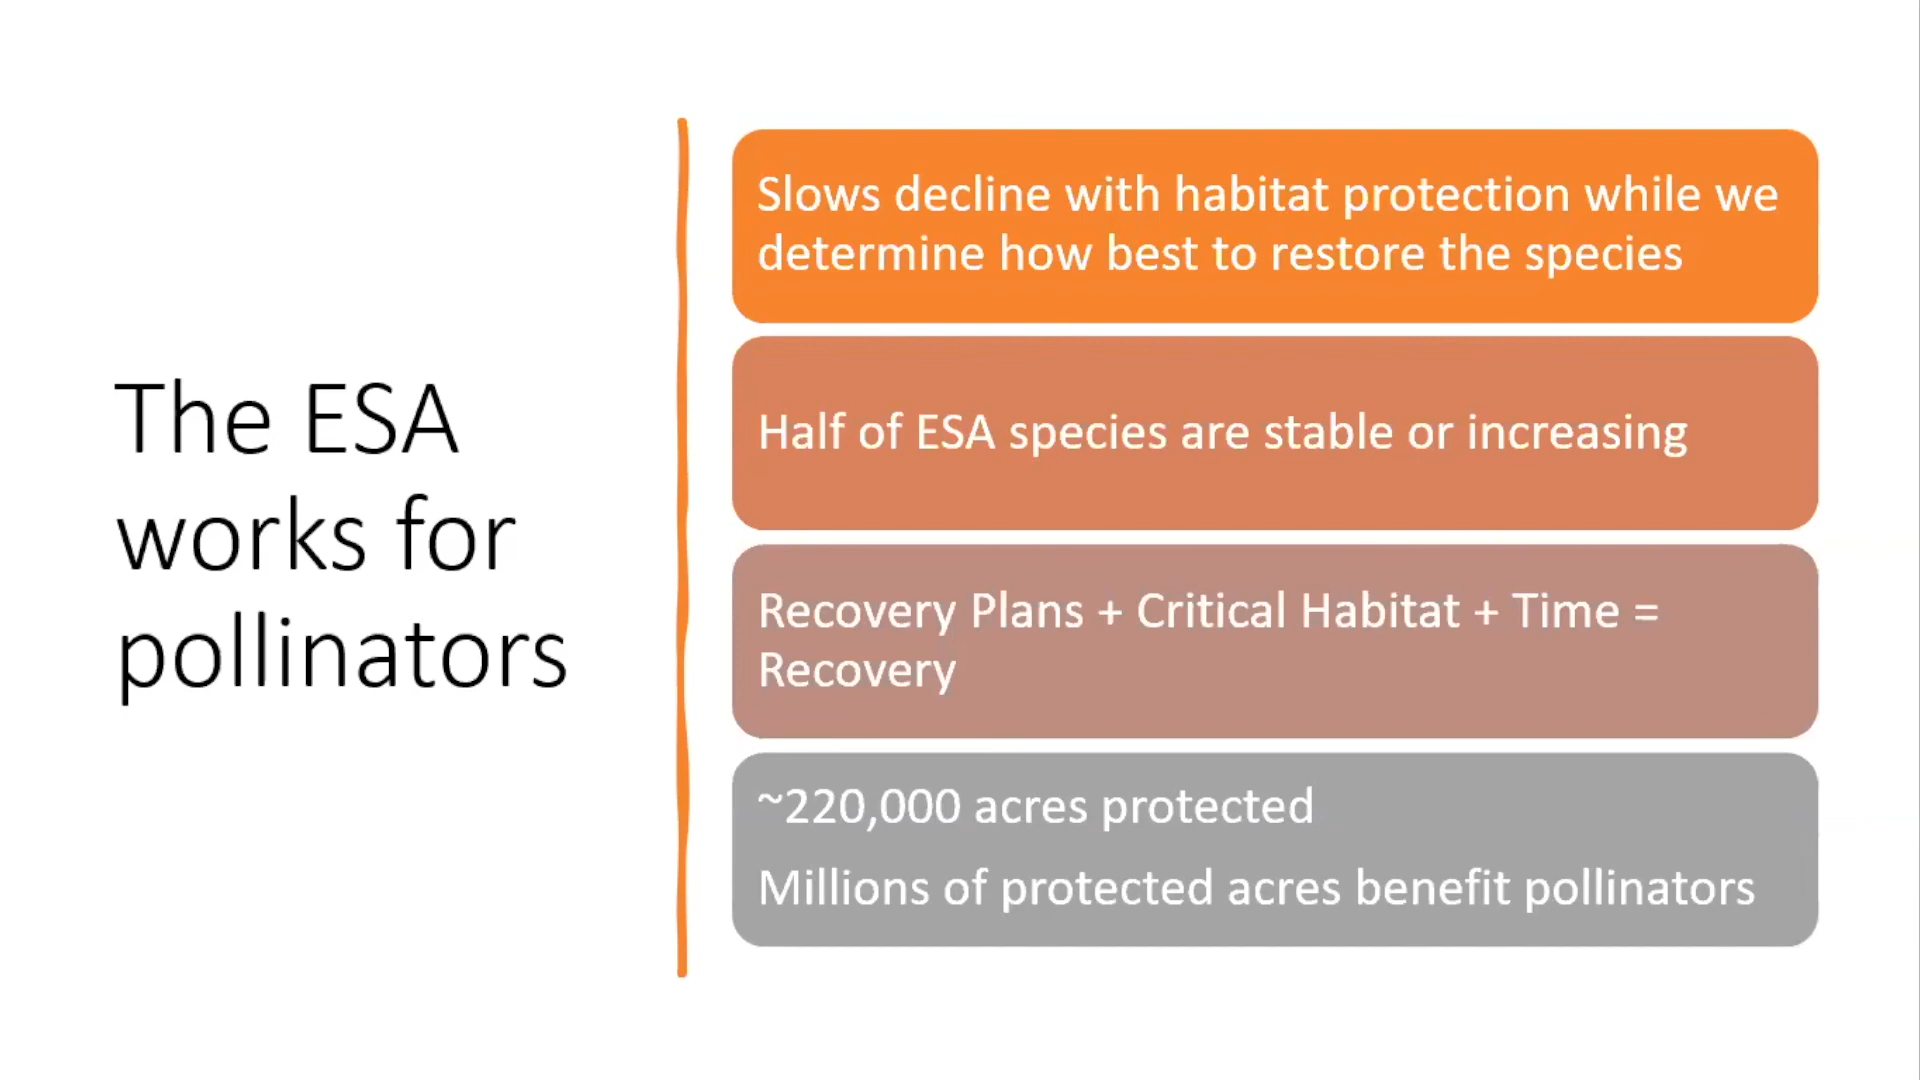 The ESA
works for
pollinators
Slows decline with habitat protection while we
determine how best to restore the species
Half of ESA species are stable or increasing
Recovery Plans + Critical Habitat + Time =
Recovery
~220,000 acres protected
Millions of protected acres benefit pollinators